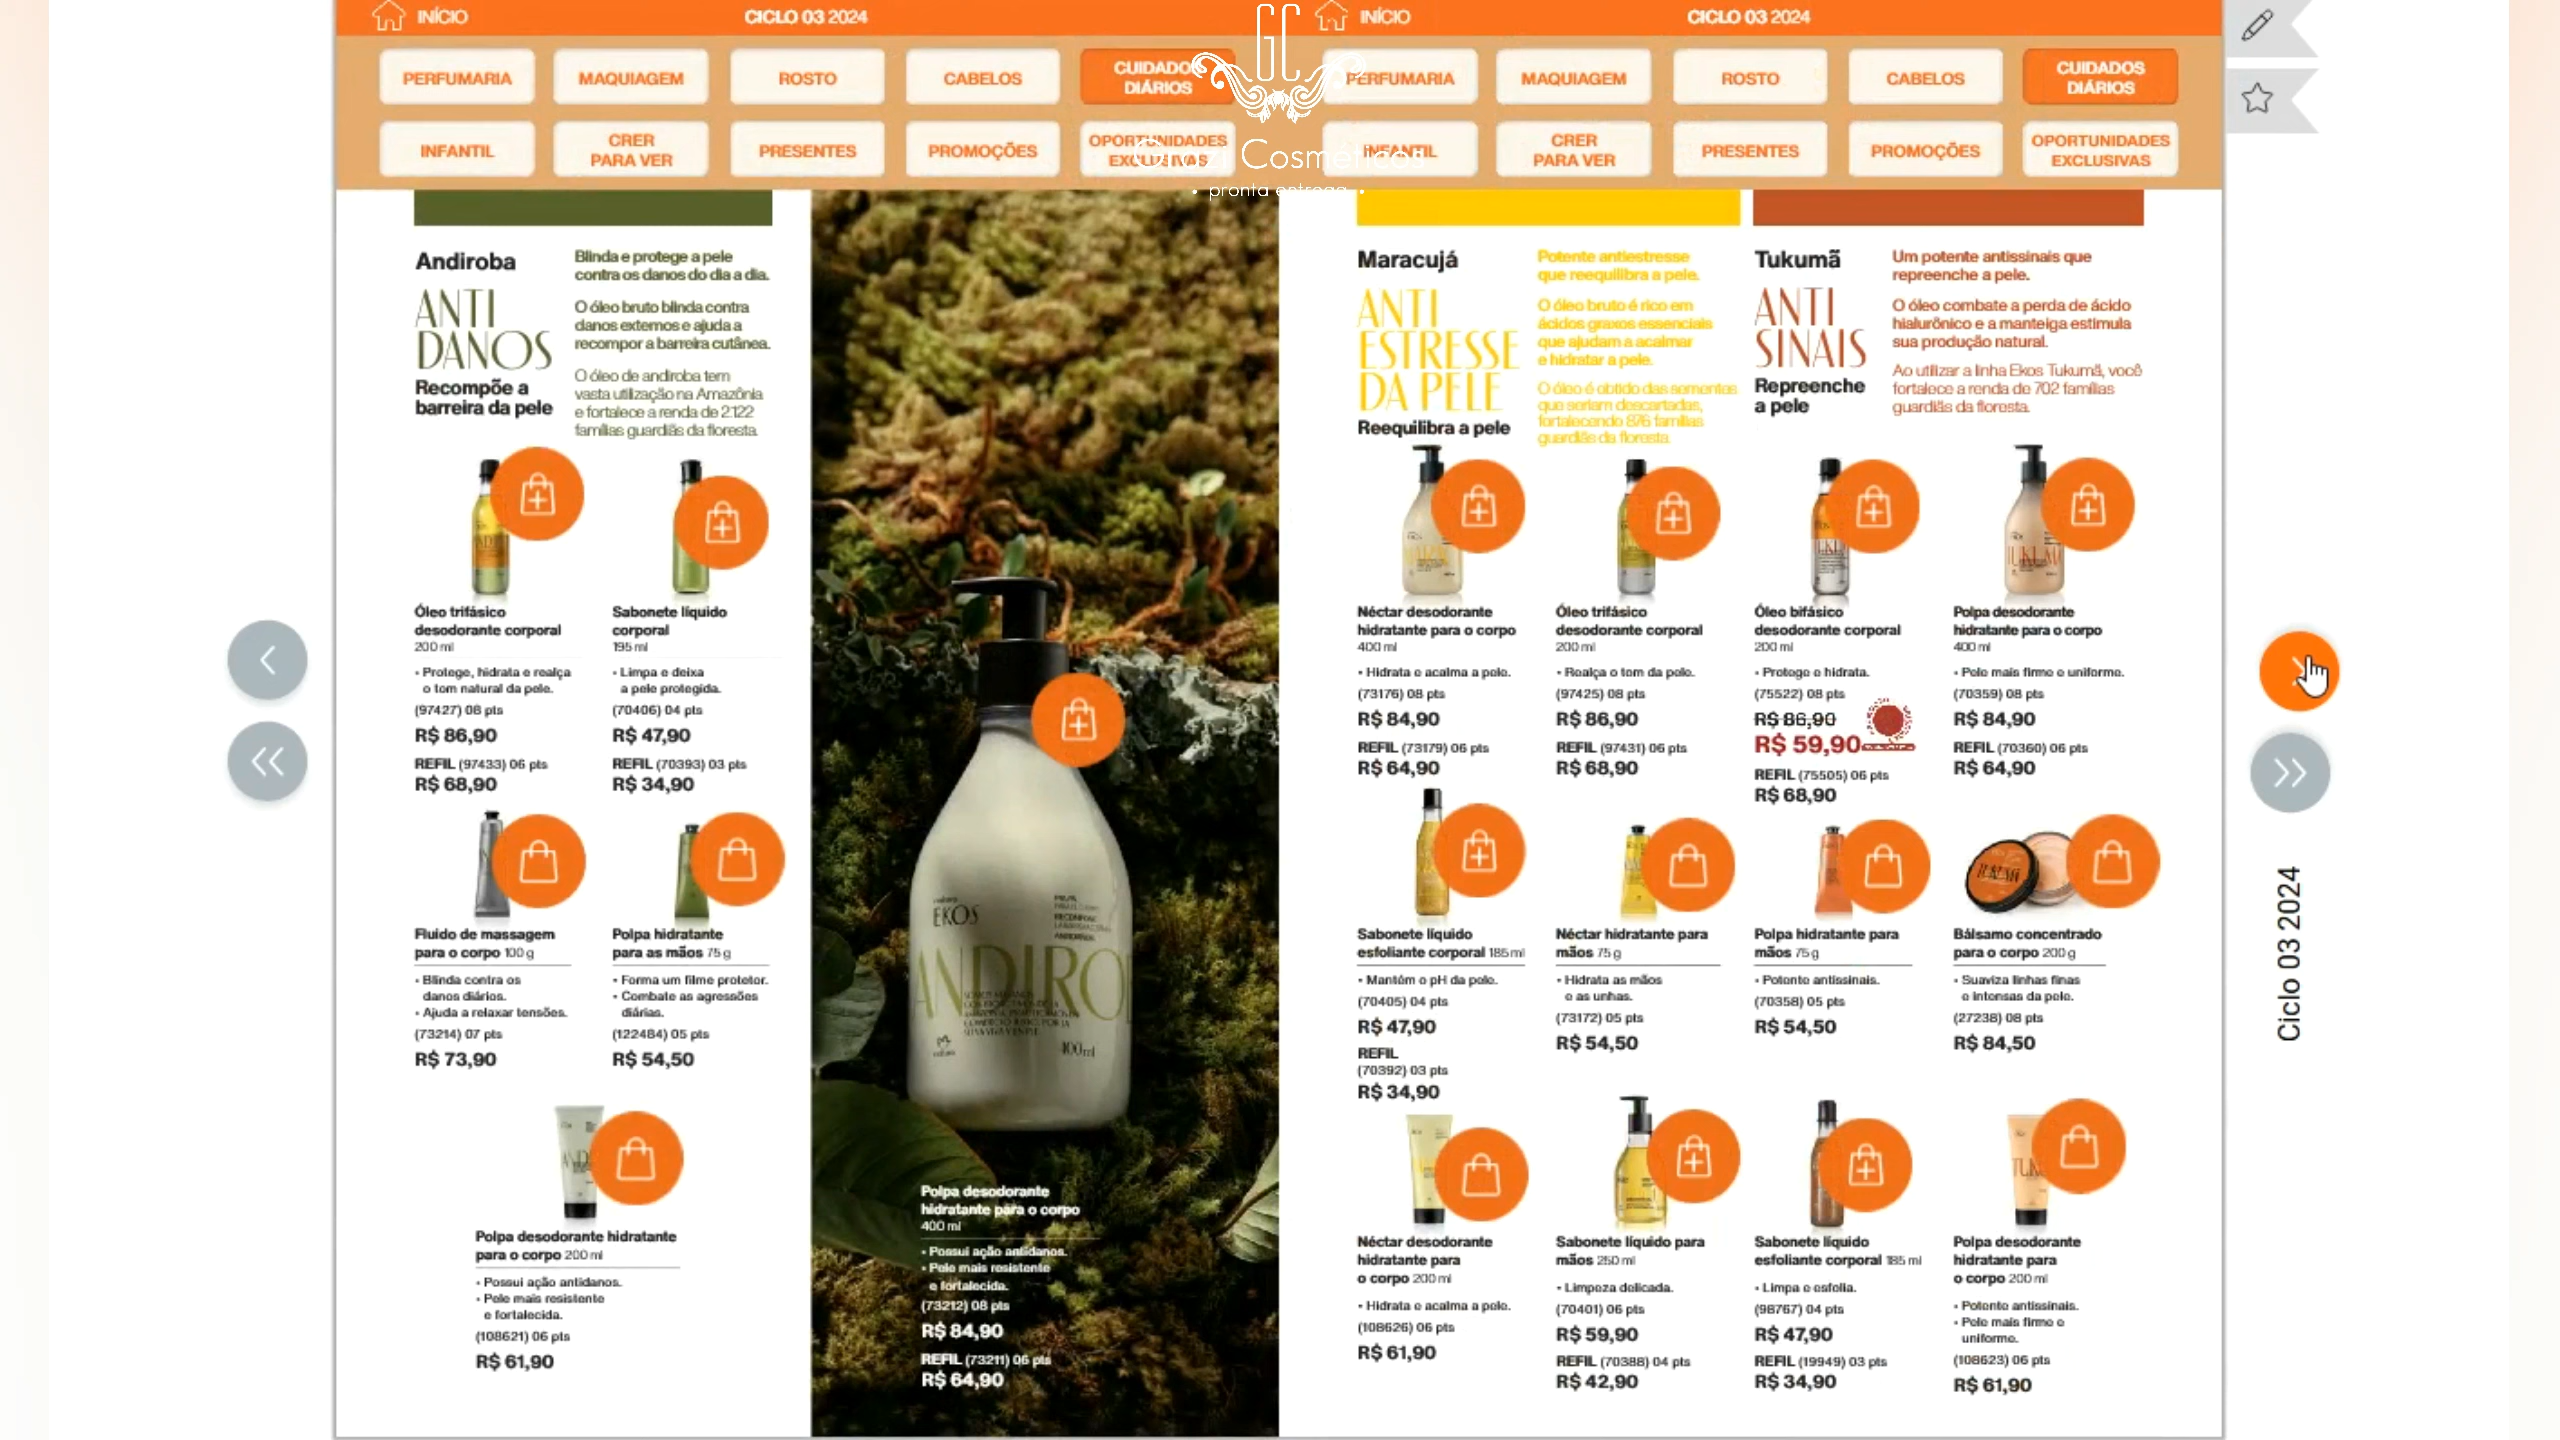 INÍCIO
CICLO 03 2024
PERFUMARIA
MAQUIAGEM
ROSTO
CABELOS
CUIDADOS
DIÁRIOS
INFANTIL
CRER
PARA VER
PRESENTES
PROMOÇÕES
OPORTUNIDADES
EXCLUSIVAS
INÍCIO
CICLO 03 2024
PERFUMARIA
MAQUIAGEM
ROSTO
CABELOS
CUIDADOS
DIÁRIOS
INFANTIL
CRER
PARA VER
PRESENTES
PROMOÇÕES
OPORTUNIDADES
EXCLUSIVAS
GC
Grazi Cosméticos
• pronta entrega •
Andiroba
ANTI
DANOS
Recompõe a
barreira da pele
Blinda e protege a pele
contra os danos do dia a dia.
O óleo bruto blinda contra
danos externos e ajuda a
recompor a barreira cutânea.
O óleo de andiroba tem
vasta utilização na Amazônia
e fortalece a renda de 2.122
famílias guardiãs da floresta.
Óleo trifásico
desodorante corporal
200 ml
• Protege, hidrata e realça
o tom natural da pele.
(97427) 08 pts
R$ 86,90
REFIL (97433) 06 pts
R$ 68,90
Sabonete líquido
corporal
195 ml
• Limpa e deixa
a pele protegida.
(70406) 04 pts
R$ 47,90
REFIL (70393) 03 pts
R$ 34,90
Fluido de massagem
para o corpo 100 g
• Blinda contra os
danos diários.
• Ajuda a relaxar tensões.
(73214) 07 pts
R$ 73,90
Polpa hidratante
para as mãos 75 g
• Forma um filme protetor.
• Combate as agressões
diárias.
(122484) 05 pts
R$ 54,50
Polpa desodorante hidratante
para o corpo 200 ml
• Possui ação antidanos.
• Pele mais resistente
e fortalecida.
(108621) 06 pts
R$ 61,90
natura
EKOS
ANDIRO
natura
400 ml
Polpa desodorante
hidratante para o corpo
400 ml
• Possui ação antidanos.
• Pele mais resistente
e fortalecida.
(73212) 08 pts
R$ 84,90
REFIL (73211) 06 pts
R$ 64,90
Maracujá
ANTI
ESTRESSE
DA PELE
Reequilibra a pele
Potente antiestresse
que reequilibra a pele.
O óleo bruto é rico em
ácidos graxos essenciais
que ajudam a acalmar
e hidratar a pele.
O óleo é obtido das sementes
que seriam descartadas,
fortalecendo 876 famílias
guardiãs da floresta.
Tukumã
ANTI
SINAIS
Repreenche
a pele
Um potente antissinais que
repreenche a pele.
O óleo combate a perda de ácido
hialurônico e a manteiga estimula
sua produção natural.
Ao utilizar a linha Ekos Tukumã, você
fortalece a renda de 702 famílias
guardiãs da floresta.
Néctar desodorante
hidratante para o corpo
400 ml
• Hidrata e acalma a pele.
(73176) 08 pts
R$ 84,90
REFIL (73179) 06 pts
R$ 64,90
Óleo trifásico
desodorante corporal
200 ml
• Realça o tom da pele.
(97425) 08 pts
R$ 86,90
REFIL (97431) 06 pts
R$ 68,90
Óleo bifásico
desodorante corporal
200 ml
• Protege e hidrata.
(75522) 08 pts
R$ 86,90
R$ 59,90
REFIL (75505) 06 pts
R$ 68,90
Polpa desodorante
hidratante para o corpo
400 ml
• Pele mais firme e uniforme.
(70359) 08 pts
R$ 84,90
REFIL (70360) 06 pts
R$ 64,90
Sabonete líquido
esfoliante corporal 185 ml
• Mantém o pH da pele.
(70405) 04 pts
R$ 47,90
REFIL
(70392) 03 pts
R$ 34,90
Néctar hidratante para
mãos 75 g
• Hidrata as mãos
e as unhas.
(73172) 05 pts
R$ 54,50
Polpa hidratante para
mãos 75 g
• Potente antissinais.
(70358) 05 pts
R$ 54,50
TUKUMÃ
Bálsamo concentrado
para o corpo 200 g
• Suaviza linhas finas
e intensas da pele.
(27238) 08 pts
R$ 84,50
Néctar desodorante
hidratante para
o corpo 200 ml
• Hidrata e acalma a pele.
(108626) 06 pts
R$ 61,90
Sabonete líquido para
mãos 250 ml
• Limpeza delicada.
(70401) 06 pts
R$ 59,90
REFIL (70388) 04 pts
R$ 42,90
Sabonete líquido
esfoliante corporal 185 ml
• Limpa e esfolia.
(98767) 04 pts
R$ 47,90
REFIL (19949) 03 pts
R$ 34,90
Polpa desodorante
hidratante para
o corpo 200 ml
• Potente antissinais.
• Pele mais firme e
uniforme.
(108623) 06 pts
R$ 61,90
Ciclo 03 2024